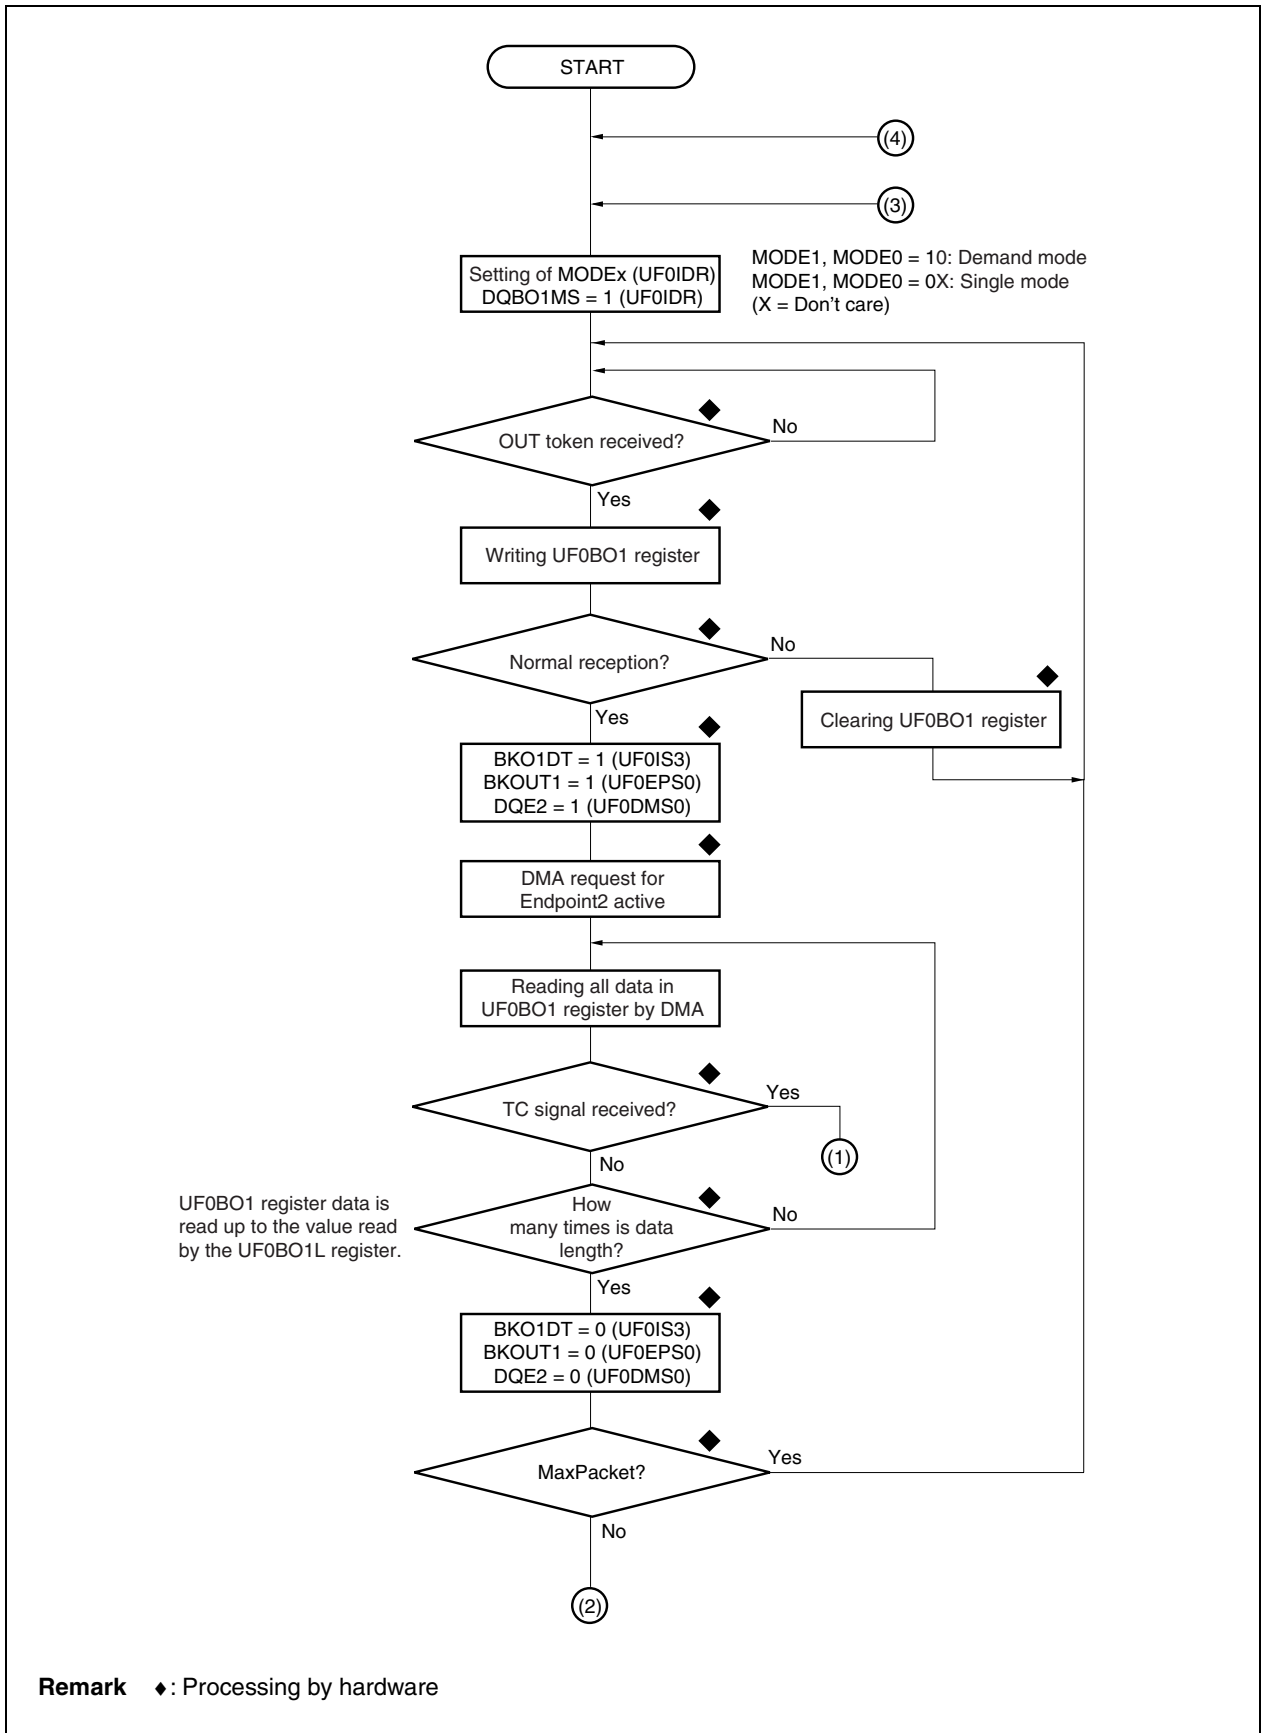 START
(4)
(3)
Setting of MODEx (UF0IDR)
DQBO1MS = 1 (UF0IDR)
MODE1, MODE0 = 10: Demand mode
MODE1, MODE0 = 0X: Single mode
(X = Don't care)
OUT token received?
No
Yes
Writing UF0BO1 register
Normal reception?
No
Clearing UF0BO1 register
Yes
BKO1DT = 1 (UF0IS3)
BKOUT1 = 1 (UF0EPS0)
DQE2 = 1 (UF0DMS0)
DMA request for
Endpoint2 active
Reading all data in
UF0BO1 register by DMA
TC signal received?
Yes
(1)
No
UF0BO1 register data is
read up to the value read
by the UF0BO1L register.
How
many times is data
length?
No
Yes
BKO1DT = 0 (UF0IS3)
BKOUT1 = 0 (UF0EPS0)
DQE2 = 0 (UF0DMS0)
MaxPacket?
Yes
No
(2)
Remark ♦: Processing by hardware